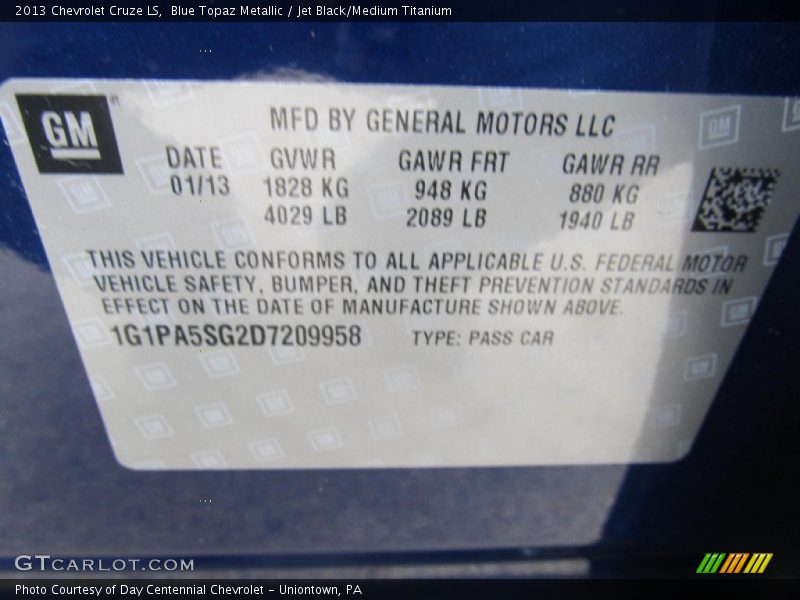 2013 Chevrolet Cruze LS,  Blue Topaz Metallic / Jet Black/Medium Titanium
GM
MFD BY GENERAL MOTORS LLC
DATE GVWR GAWR FRT GAWR RR
01/13 1828 KG 948 KG 880 KG
4029 LB 2089 LB 1940 LB
THIS VEHICLE CONFORMS TO ALL APPLICABLE U.S. FEDERAL MOTOR
VEHICLE SAFETY, BUMPER, AND THEFT PREVENTION STANDARDS IN
EFFECT ON THE DATE OF MANUFACTURE SHOWN ABOVE.
1G1PA5SG2D7209958 TYPE: PASS CAR
GTCARLOT.COM
Photo Courtesy of Day Centennial Chevrolet - Uniontown, PA